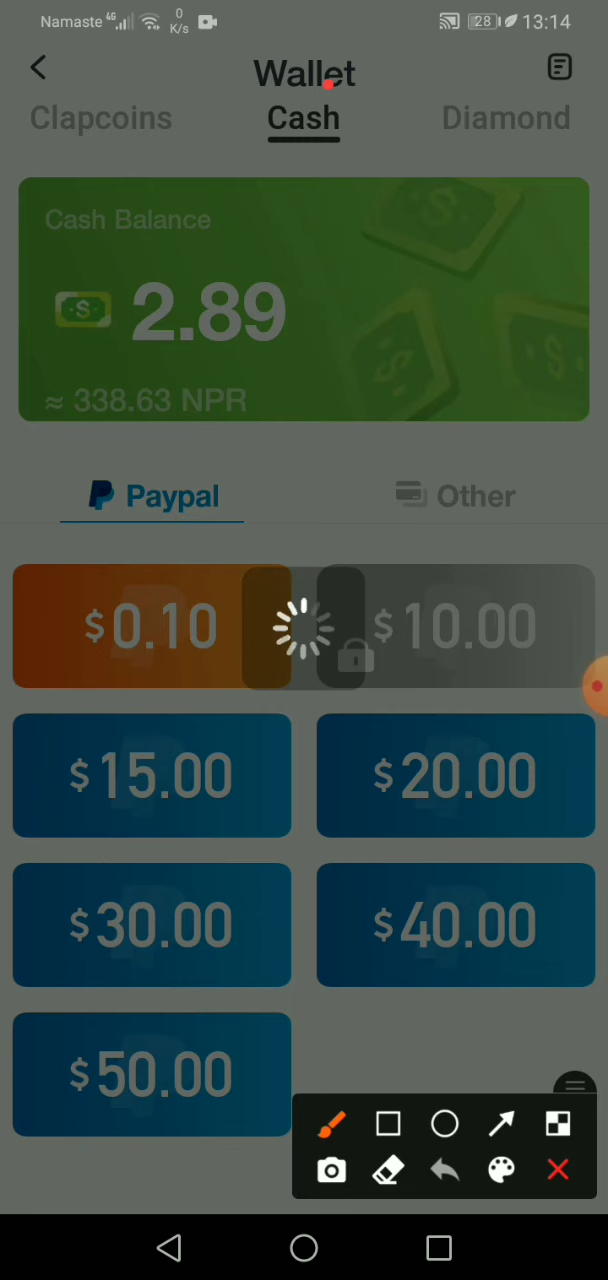 Namaste 4G 0 K/s 28 13:14
Wallet
Clapcoins Cash Diamond
Cash Balance
$ 2.89
≈ 338.63 NPR
Paypal Other
$0.10 $10.00
$15.00 $20.00
$30.00 $40.00
$50.00